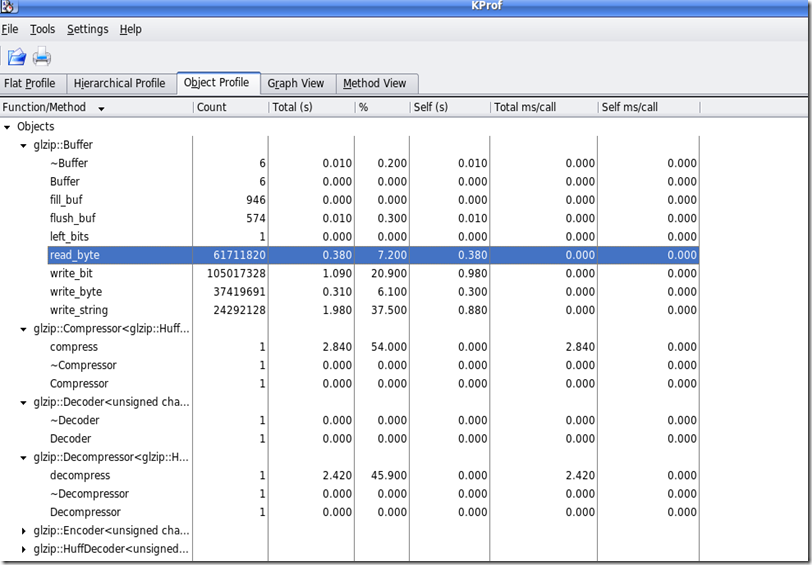 KProf
File Tools Settings Help
Flat Profile Hierarchical Profile Object Profile Graph View Method View
Function/Method Count Total (s) % Self (s) Total ms/call Self ms/call
Objects
glzip::Buffer
~Buffer 6 0.010 0.200 0.010 0.000 0.000
Buffer 6 0.000 0.000 0.000 0.000 0.000
fill_buf 946 0.000 0.000 0.000 0.000 0.000
flush_buf 574 0.010 0.300 0.010 0.000 0.000
left_bits 1 0.000 0.000 0.000 0.000 0.000
read_byte 61711820 0.380 7.200 0.380 0.000 0.000
write_bit 105017328 1.090 20.900 0.980 0.000 0.000
write_byte 37419691 0.310 6.100 0.300 0.000 0.000
write_string 24292128 1.980 37.500 0.880 0.000 0.000
glzip::Compressor<glzip::Huff...
compress 1 2.840 54.000 0.000 2.840 0.000
~Compressor 1 0.000 0.000 0.000 0.000 0.000
Compressor 1 0.000 0.000 0.000 0.000 0.000
glzip::Decoder<unsigned cha...
~Decoder 1 0.000 0.000 0.000 0.000 0.000
Decoder 1 0.000 0.000 0.000 0.000 0.000
glzip::Decompressor<glzip::H...
decompress 1 2.420 45.900 0.000 2.420 0.000
~Decompressor 1 0.000 0.000 0.000 0.000 0.000
Decompressor 1 0.000 0.000 0.000 0.000 0.000
glzip::Encoder<unsigned cha...
glzip::HuffDecoder<unsigned...